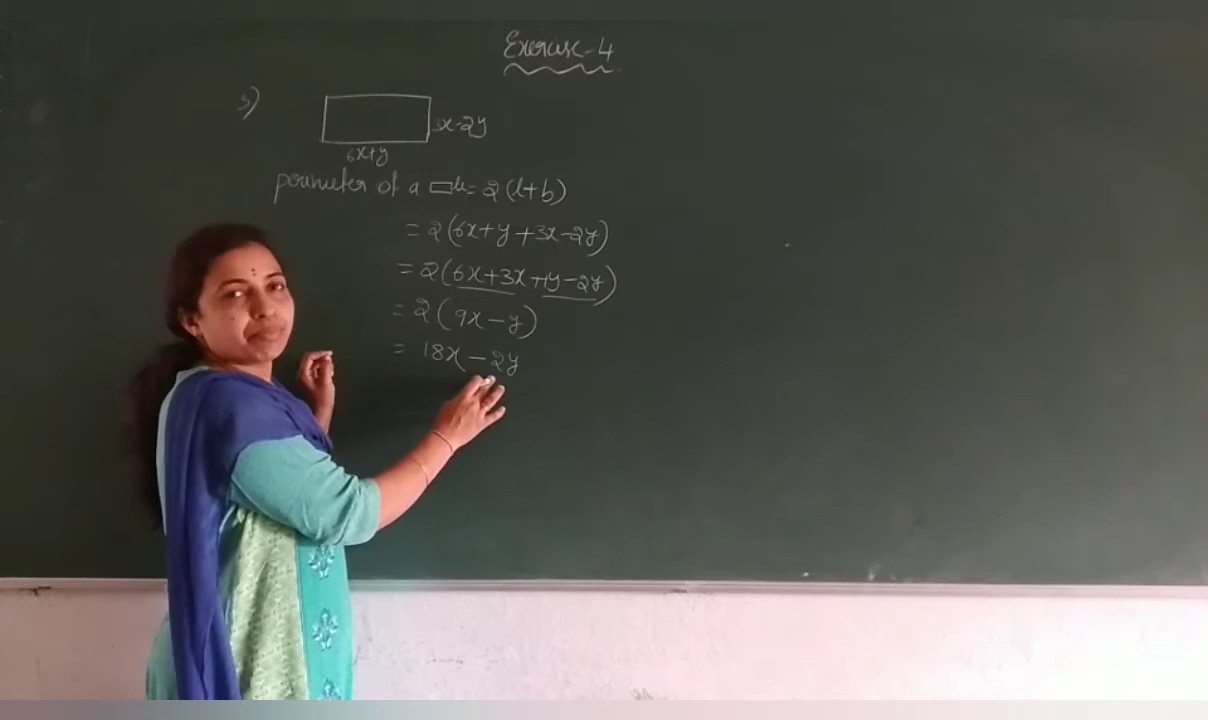 Exercise-4
3)
x-2y
6x+y
perimeter of a ▭le = 2(l+b)
= 2(6x+y+3x-2y)
= 2(6x+3x+y-2y)
= 2(9x-y)
= 18x-2y